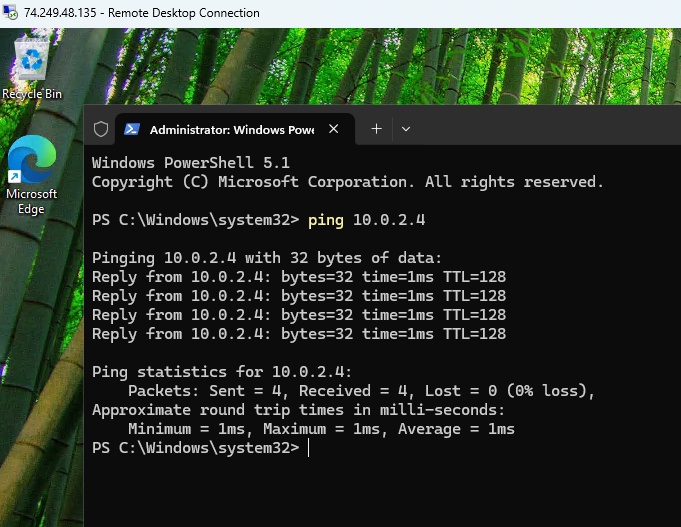 74.249.48.135 - Remote Desktop Connection
Recycle Bin
Microsoft
Edge
Administrator: Windows Powe
Windows PowerShell 5.1
Copyright (C) Microsoft Corporation. All rights reserved.
PS C:\Windows\system32> ping 10.0.2.4
Pinging 10.0.2.4 with 32 bytes of data:
Reply from 10.0.2.4: bytes=32 time=1ms TTL=128
Reply from 10.0.2.4: bytes=32 time=1ms TTL=128
Reply from 10.0.2.4: bytes=32 time=1ms TTL=128
Reply from 10.0.2.4: bytes=32 time=1ms TTL=128
Ping statistics for 10.0.2.4:
    Packets: Sent = 4, Received = 4, Lost = 0 (0% loss),
Approximate round trip times in milli-seconds:
    Minimum = 1ms, Maximum = 1ms, Average = 1ms
PS C:\Windows\system32>